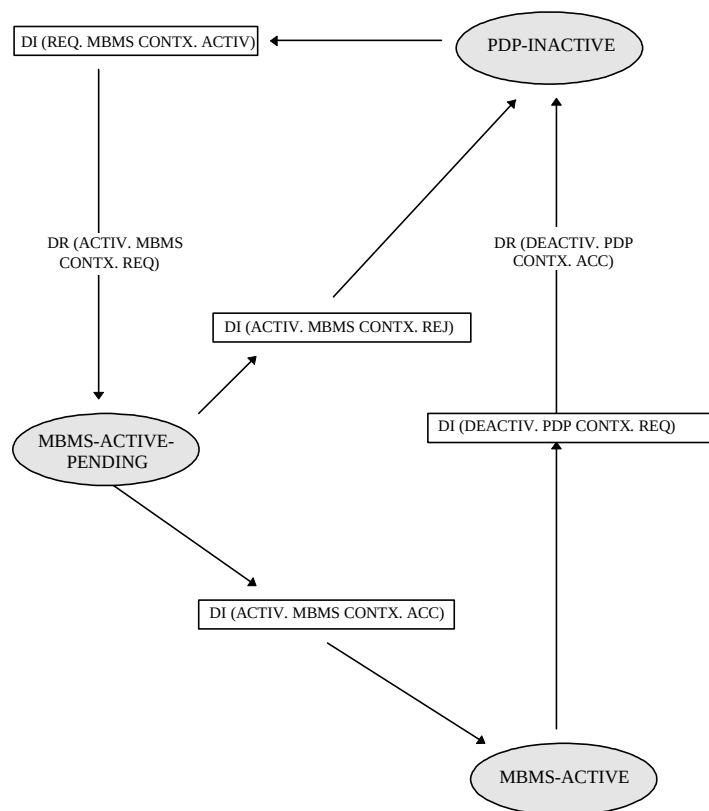 DI (REQ. MBMS CONTX. ACTIV)
PDP-INACTIVE
DR (ACTIV. MBMS
CONTX. REQ)
DR (DEACTIV. PDP
CONTX. ACC)
DI (ACTIV. MBMS CONTX. REJ)
MBMS-ACTIVE-
PENDING
DI (DEACTIV. PDP CONTX. REQ)
DI (ACTIV. MBMS CONTX. ACC)
MBMS-ACTIVE